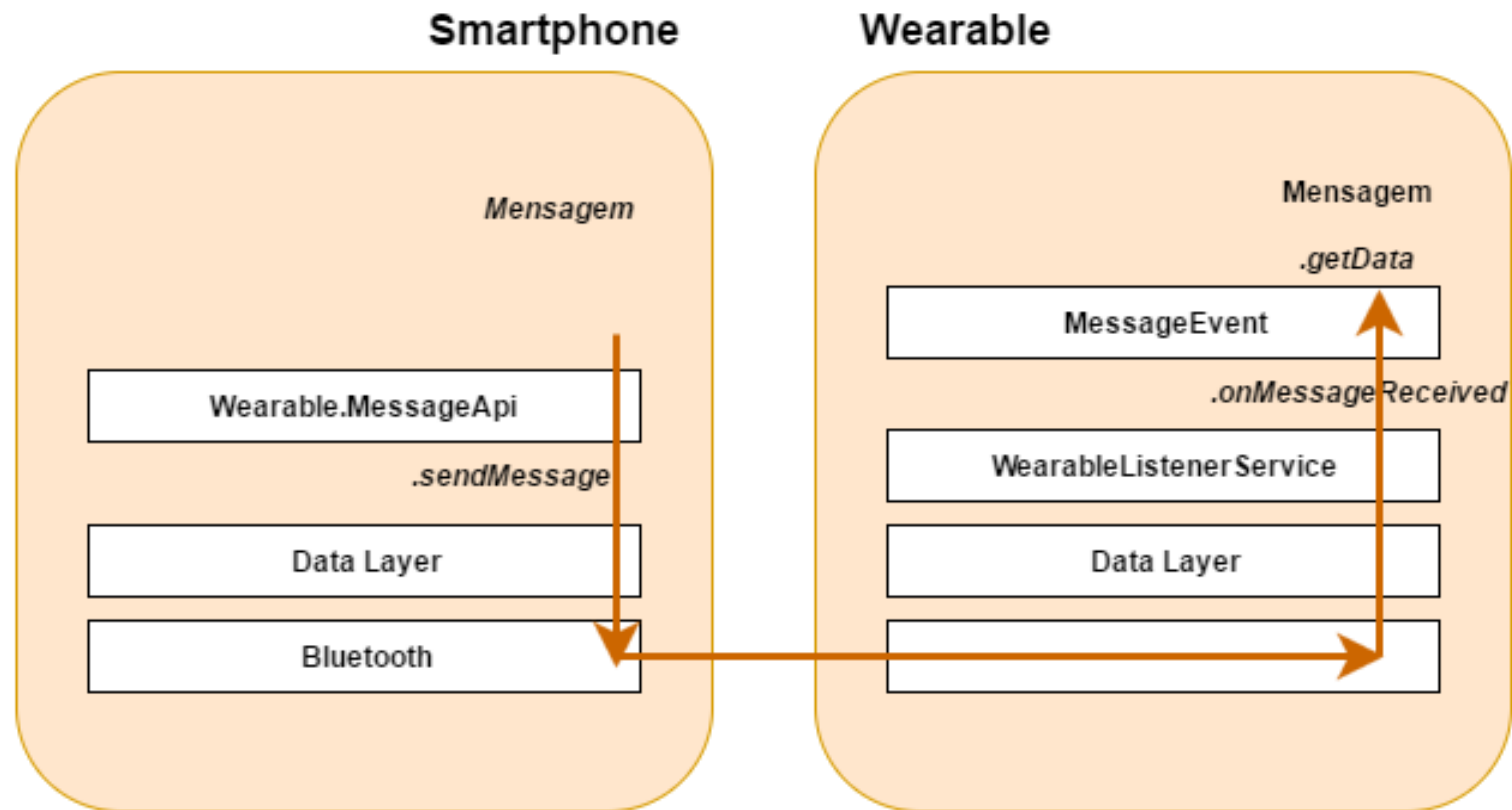 Smartphone
Wearable
Mensagem
Wearable.MessageApi
.sendMessage
Data Layer
Bluetooth
Mensagem
.getData
MessageEvent
.onMessageReceived
WearableListenerService
Data Layer